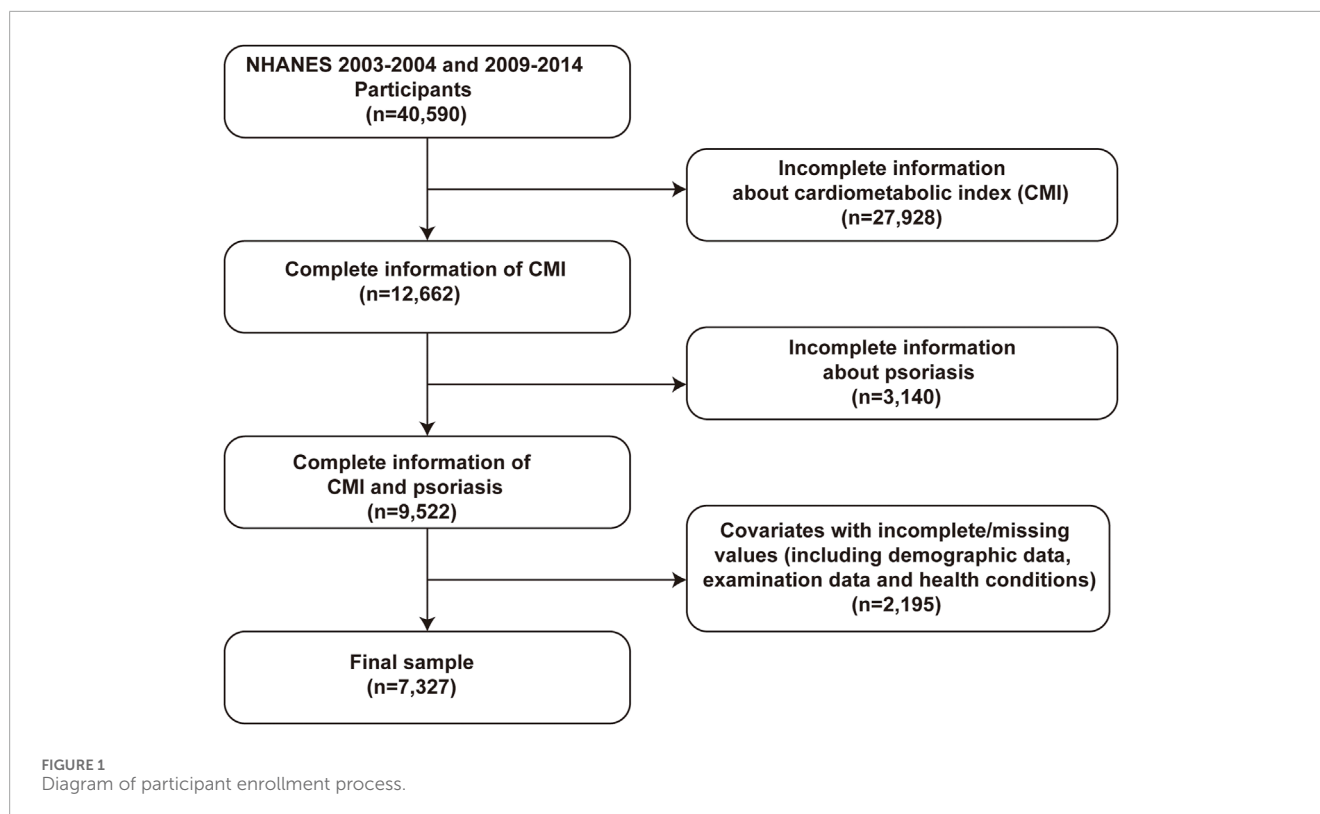 NHANES 2003-2004 and 2009-2014
Participants
(n=40,590)
Incomplete information
about cardiometabolic index (CMI)
(n=27,928)
Complete information of CMI
(n=12,662)
Incomplete information
about psoriasis
(n=3,140)
Complete information of
CMI and psoriasis
(n=9,522)
Covariates with incomplete/missing
values (including demographic data,
examination data and health conditions)
(n=2,195)
Final sample
(n=7,327)
FIGURE 1
Diagram of participant enrollment process.